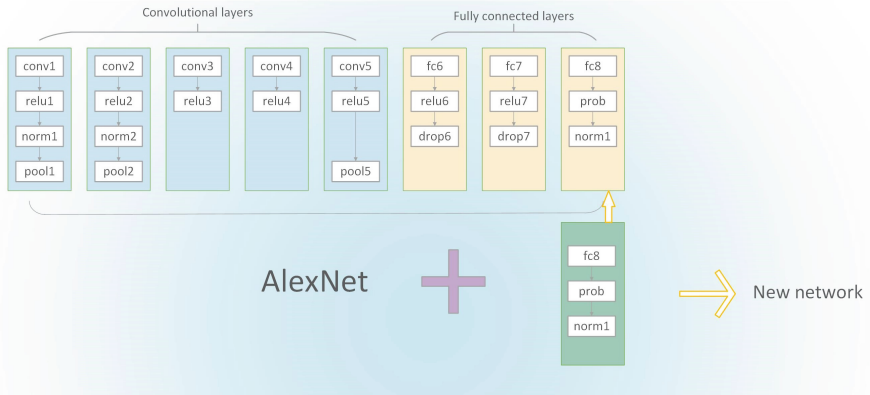 Convolutional layers
Fully connected layers
conv1 conv2 conv3 conv4 conv5 fc6 fc7 fc8
relu1 relu2 relu3 relu4 relu5 relu6 relu7 prob
norm1 norm2 drop6 drop7 norm1
pool1 pool2 pool5
fc8
AlexNet
prob
New network
norm1